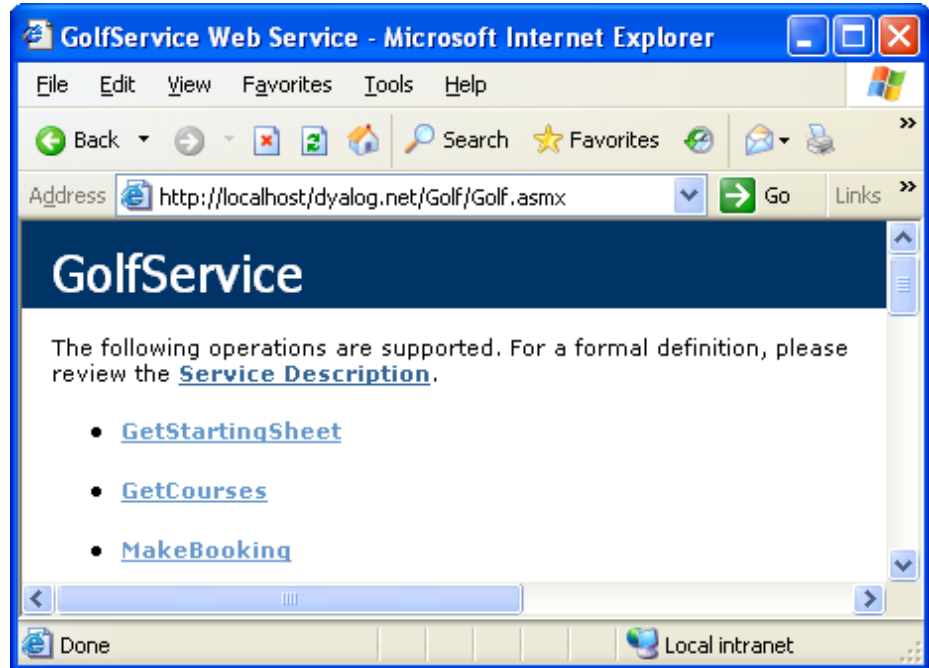 GolfService Web Service - Microsoft Internet Explorer
File Edit View Favorites Tools Help
Back Search Favorites »
Address http://localhost/dyalog.net/Golf/Golf.asmx Go Links »
GolfService
The following operations are supported. For a formal definition, please
review the Service Description.
• GetStartingSheet
• GetCourses
• MakeBooking
Done Local intranet